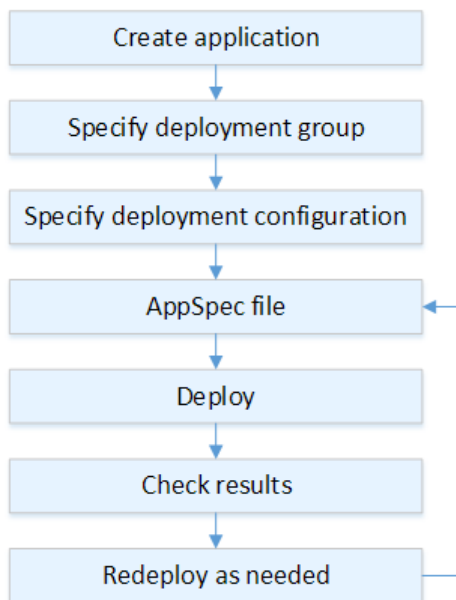 Create application
Specify deployment group
Specify deployment configuration
AppSpec file
Deploy
Check results
Redeploy as needed